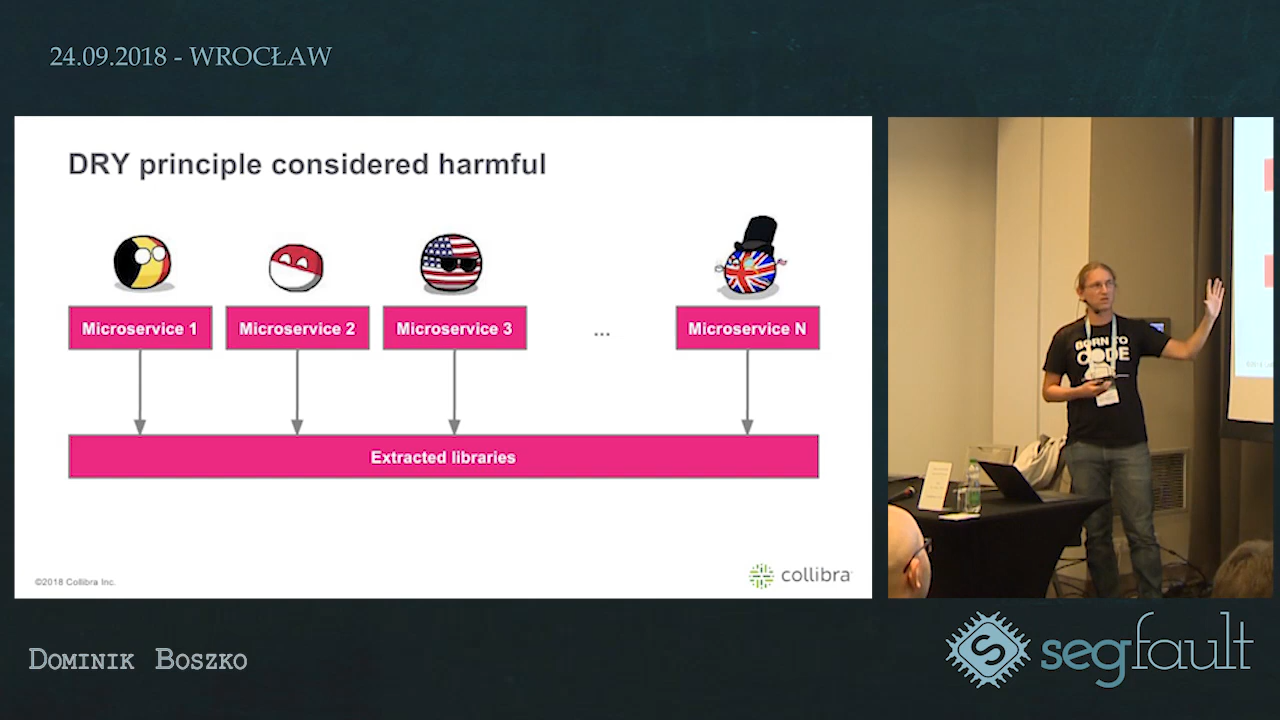 24.09.2018 - WROCŁAW
DRY principle considered harmful
Microservice 1
Microservice 2
Microservice 3
...
Microservice N
Extracted libraries
©2018 Collibra Inc.
collibra
BORN TO
CODE
Dominik Boszko
S segfault